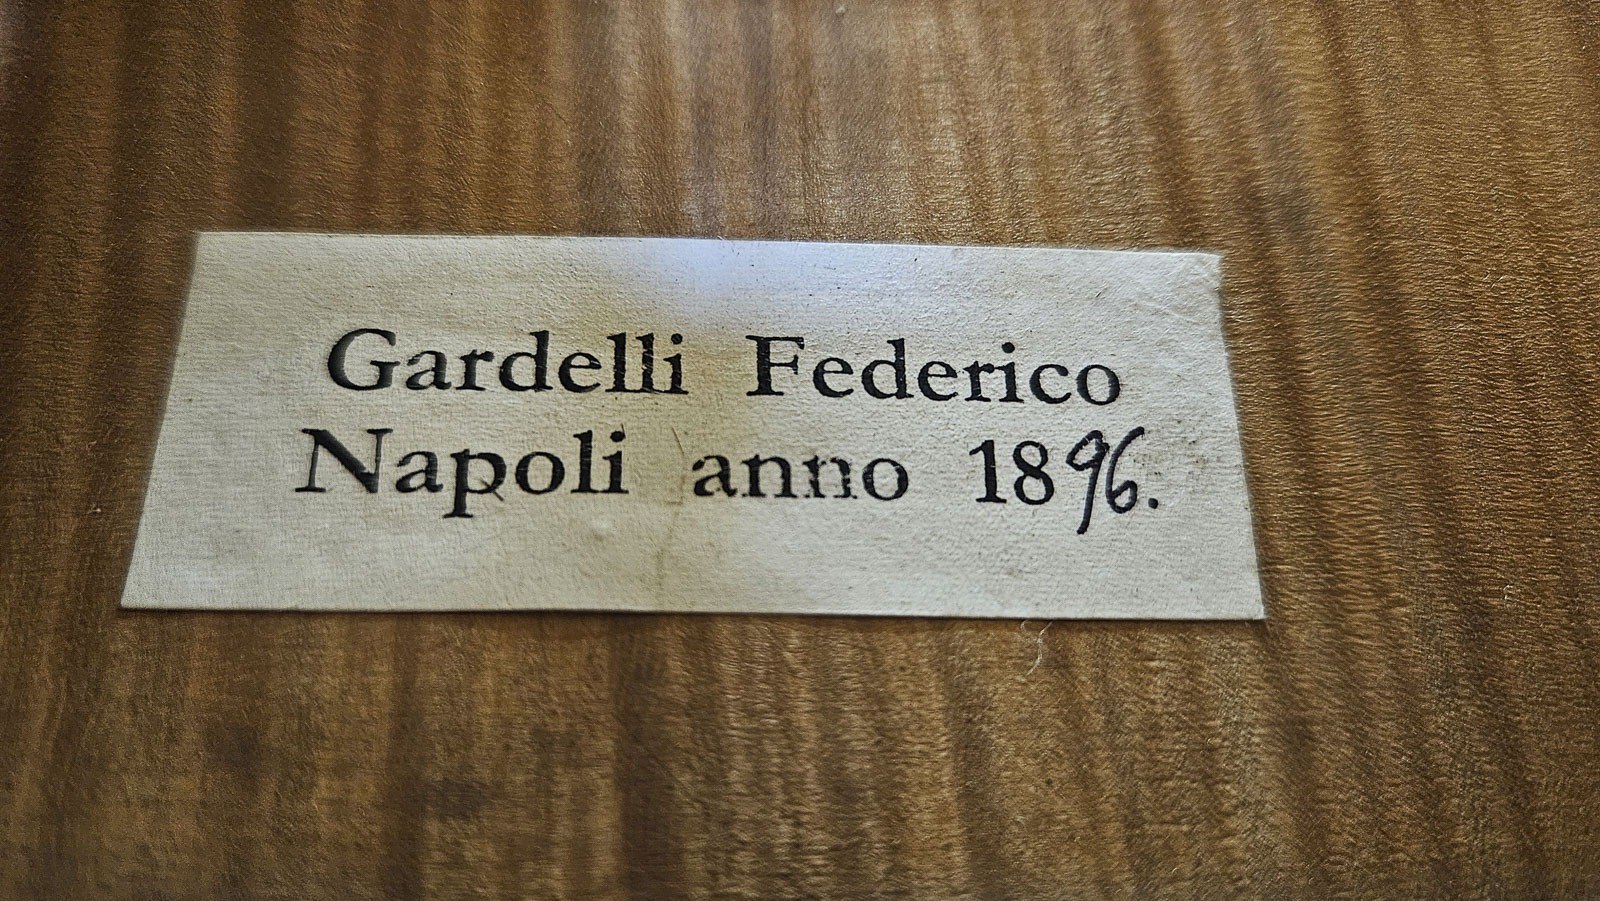 Gardelli Federico
Napoli anno 1896.